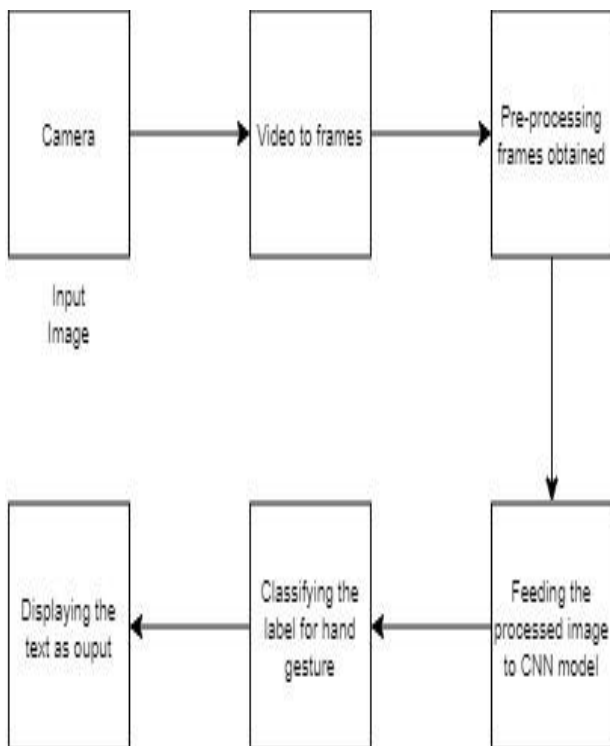 Camera
Video to frames
Pre-processing
frames obtained
Input
Image
Feeding the
processed image
to CNN model
Classifying the
label for hand
gesture
Displaying the
text as ouput